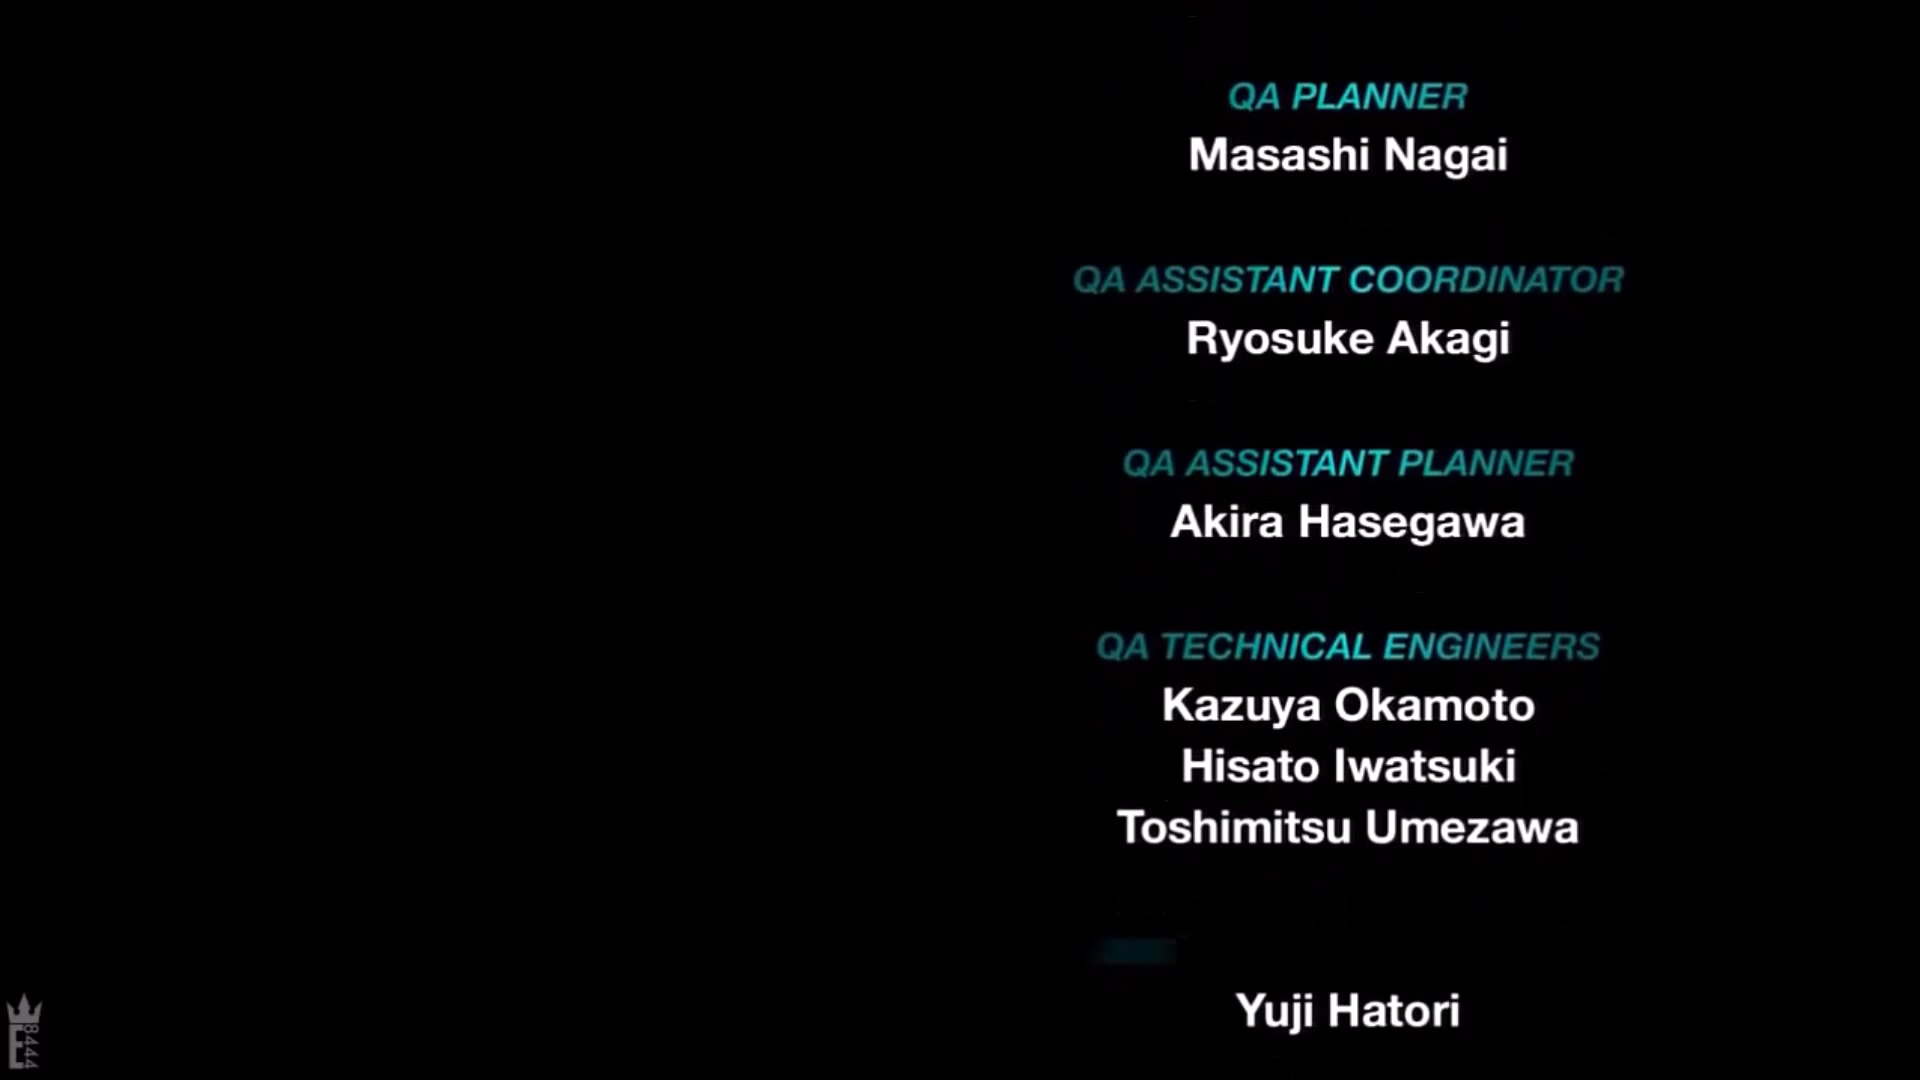 QA PLANNER
Masashi Nagai
QA ASSISTANT COORDINATOR
Ryosuke Akagi
QA ASSISTANT PLANNER
Akira Hasegawa
QA TECHNICAL ENGINEERS
Kazuya Okamoto
Hisato Iwatsuki
Toshimitsu Umezawa
Yuji Hatori
E8444